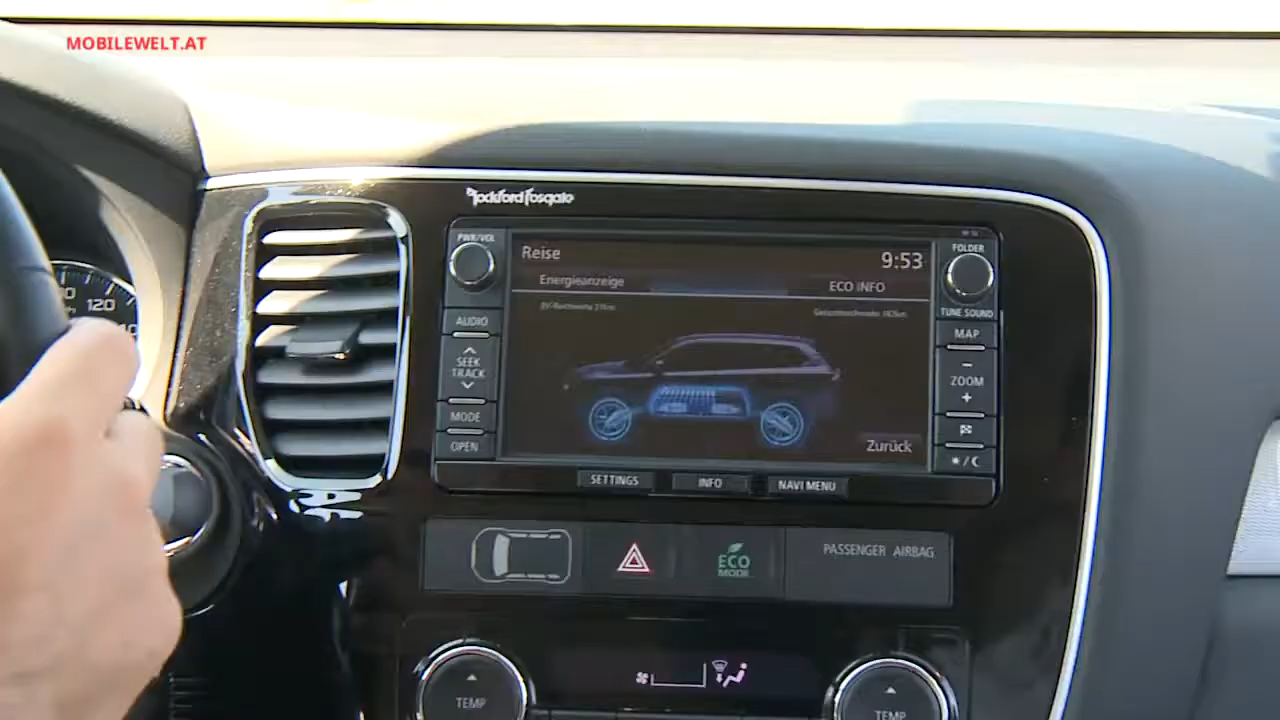 MOBILEWELT.AT
Rockford Fosgate
PWR/VOL
FOLDER
Reise
9:53
Energieanzeige
ECO INFO
TUNE SOUND
AUDIO
MAP
SEEK
TRACK
ZOOM
MODE
OPEN
Zurück
SETTINGS
INFO
NAVI MENU
PASSENGER AIRBAG
ECO
MODE
120
TEMP
TEMP